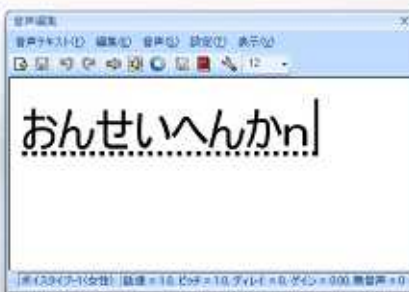 音声編集
音声テキスト(E) 編集(E) 音声(S) 設定(T) 表示(V)
12
おんせいへんかn
ボイスタイプ-1(女性) 話速 = 1.0, ピッチ = 1.0, ディレイ = 0, ゲイン = 0.00, 無音声 = 0